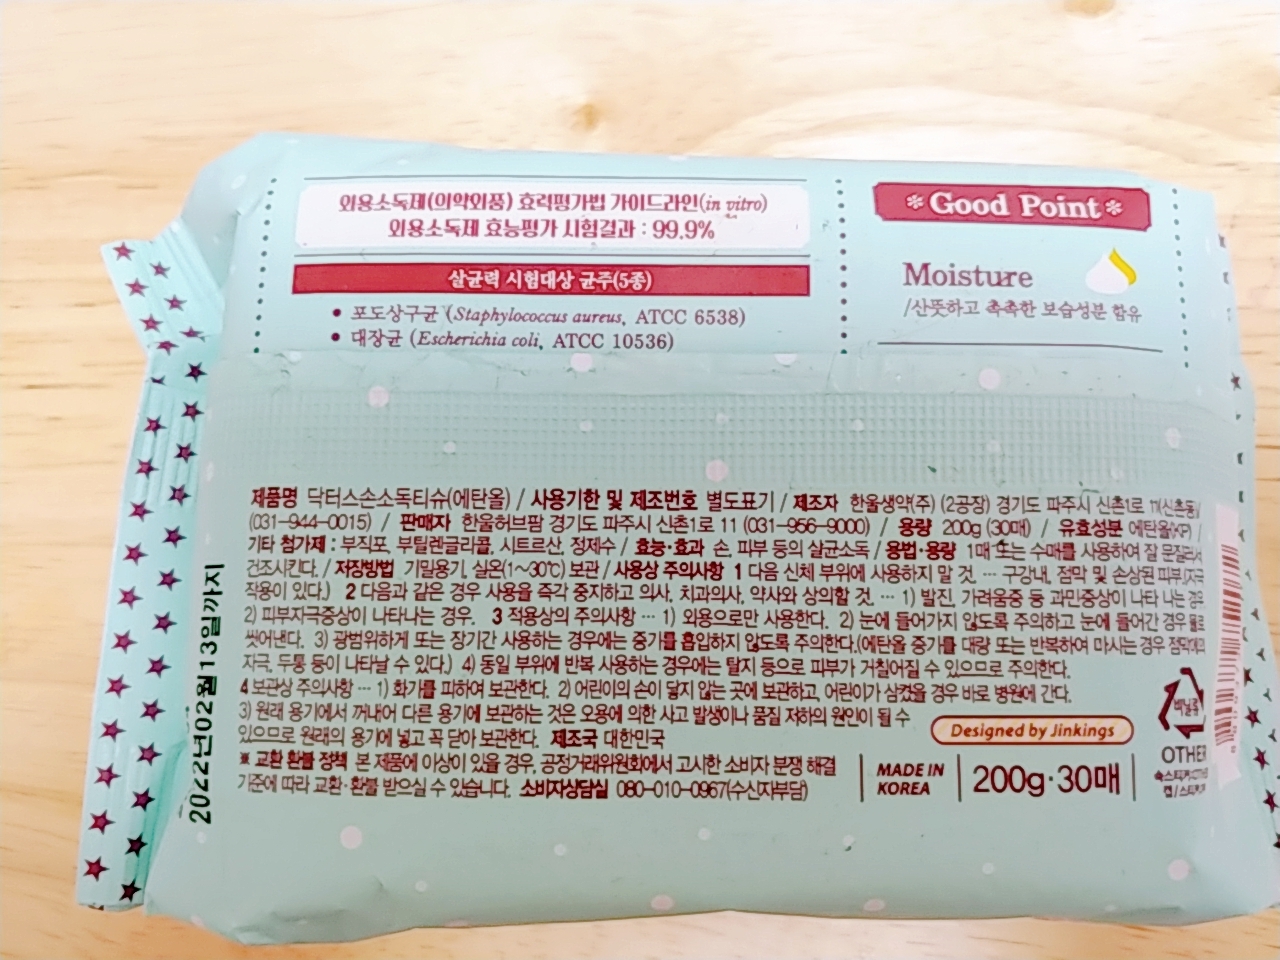 외용소독제(의약외품) 효력평가법 가이드라인(in vitro)
외용소독제 효능평가 시험결과 : 99.9%
살균력 시험대상 균주(5종)
• 포도상구균 (Staphylococcus aureus, ATCC 6538)
• 대장균 (Escherichia coli, ATCC 10536)
Good Point
Moisture
/산뜻하고 촉촉한 보습성분 함유
제품명 닥터스손소독티슈(에탄올) / 사용기한 및 제조번호 별도표기 / 제조자 한울생약(주) (2공장) 경기도 파주시 신촌1로 11(신촌동)
(031-944-0015) / 판매자 한울허브팜 경기도 파주시 신촌1로 11 (031-956-9000) / 용량 200g (30매) / 유효성분 에탄올(KP) /
기타 첨가제 : 부직포, 부틸렌글리콜, 시트르산, 정제수 / 효능·효과 손, 피부 등의 살균소독 / 용법·용량 1매 또는 수매를 사용하여 잘 문질러서
건조시킨다. / 저장방법 기밀용기, 실온(1~30℃) 보관 / 사용상 주의사항 1 다음 신체 부위에 사용하지 말 것. … 구강내, 점막 및 손상된 피부(자극
작용이 있다.) 2 다음과 같은 경우 사용을 즉각 중지하고 의사, 치과의사, 약사와 상의할 것. … 1) 발진, 가려움증 등 과민증상이 나타 나는 경우
2) 피부자극증상이 나타나는 경우. 3 적용상의 주의사항 … 1) 외용으로만 사용한다. 2) 눈에 들어가지 않도록 주의하고 눈에 들어간 경우 물로
씻어낸다. 3) 광범위하게 또는 장기간 사용하는 경우에는 증기를 흡입하지 않도록 주의한다.(에탄올 증기를 대량 또는 반복하여 마시는 경우 점막에의
자극, 두통 등이 나타날 수 있다.) 4) 동일 부위에 반복 사용하는 경우에는 탈지 등으로 피부가 거칠어질 수 있으므로 주의한다.
4 보관상 주의사항 … 1) 화기를 피하여 보관한다. 2) 어린이의 손이 닿지 않는 곳에 보관하고, 어린이가 삼켰을 경우 바로 병원에 간다.
3) 원래 용기에서 꺼내어 다른 용기에 보관하는 것은 오용에 의한 사고 발생이나 품질 저하의 원인이 될 수
있으므로 원래의 용기에 넣고 꼭 닫아 보관한다. 제조국 대한민국
※ 교환 환불 정책 본 제품에 이상이 있을 경우, 공정거래위원회에서 고시한 소비자 분쟁 해결
기준에 따라 교환·환불 받으실 수 있습니다. 소비자상담실 080-010-0967(수신자부담)
Designed by Jinkings
MADE IN
KOREA
200g·30매
비닐류
OTHER
2022년02월13일까지